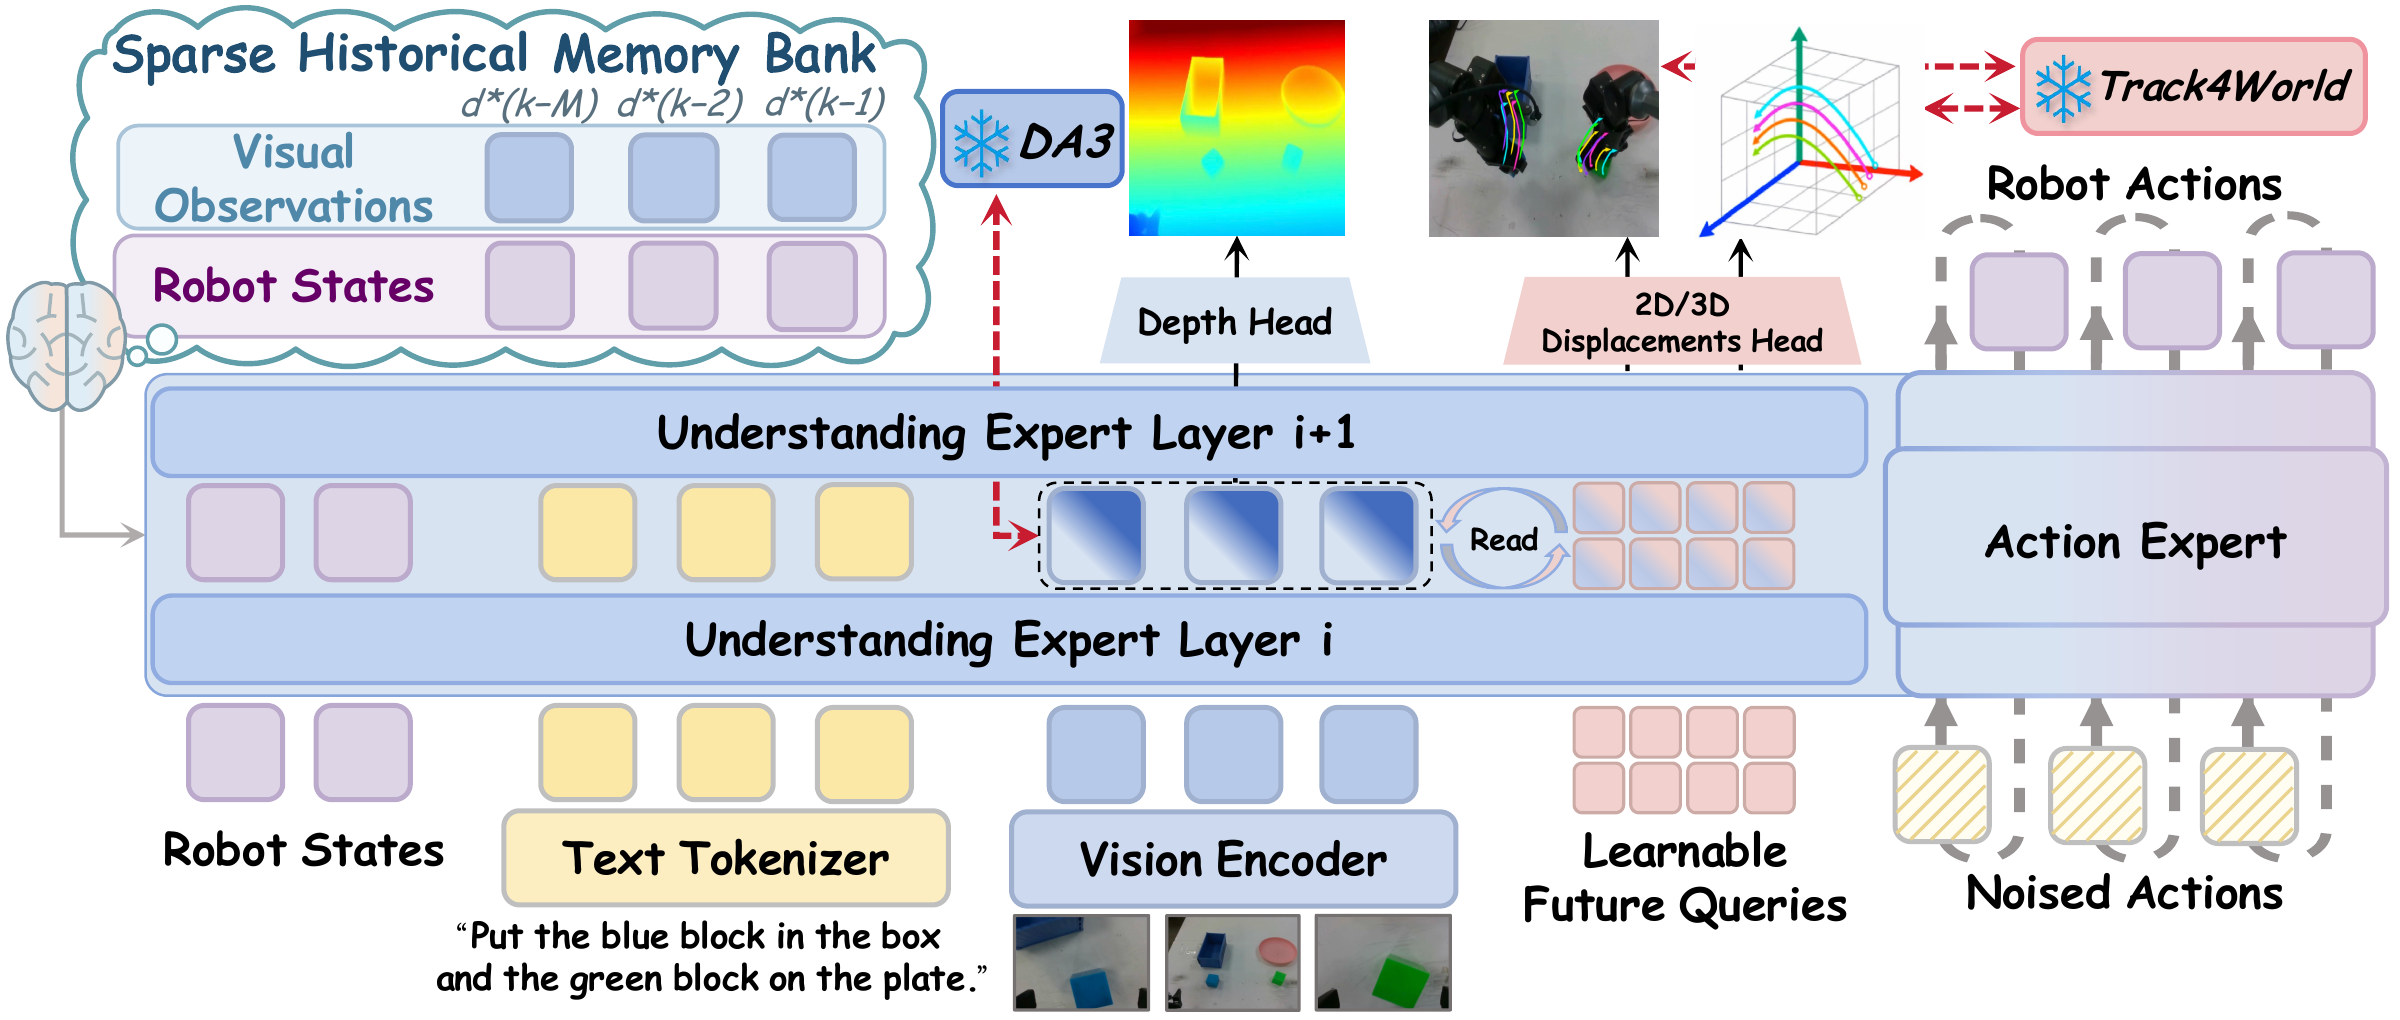 Sparse Historical Memory Bank
d*(k-M) d*(k-2) d*(k-1)
Visual
Observations
Robot States
DA3
Track4World
Robot Actions
Depth Head
2D/3D
Displacements Head
Understanding Expert Layer i+1
Read
Action Expert
Understanding Expert Layer i
Robot States
Text Tokenizer
Vision Encoder
Learnable
Future Queries
Noised Actions
“Put the blue block in the box
and the green block on the plate.”